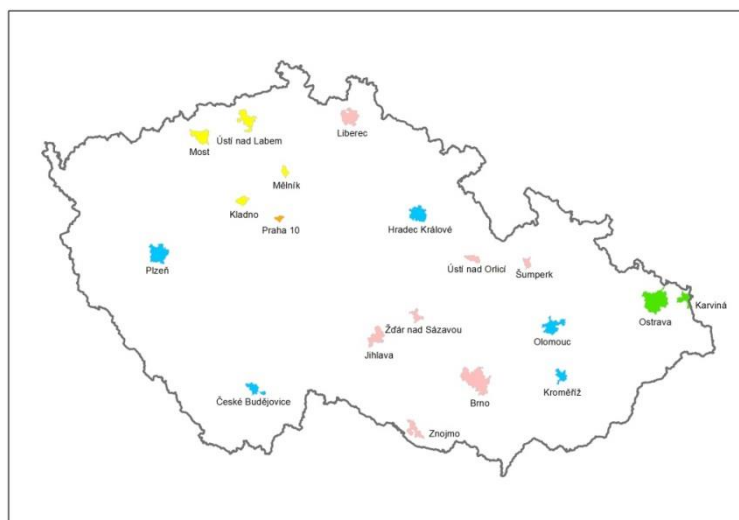 Ústí nad Labem
Liberec
Most
Mělník
Kladno
Praha 10
Hradec Králové
Plzeň
Ústí nad Orlicí
Šumperk
Karviná
Ostrava
Žďár nad Sázavou
Olomouc
Jihlava
České Budějovice
Brno
Kroměříž
Znojmo